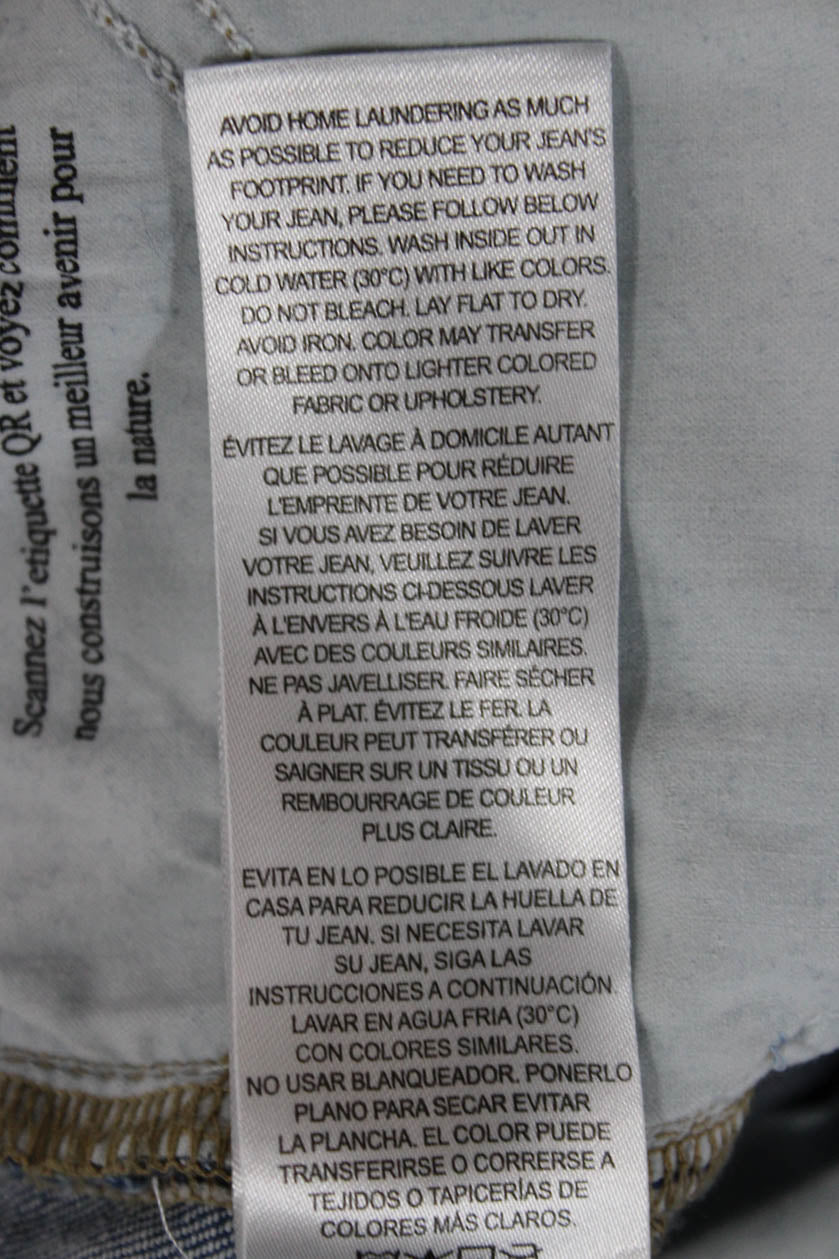 Scannez l'etiquette QR et voyez comment
nous construisons un meilleur avenir pour
la nature.
AVOID HOME LAUNDERING AS MUCH
AS POSSIBLE TO REDUCE YOUR JEAN'S
FOOTPRINT. IF YOU NEED TO WASH
YOUR JEAN, PLEASE FOLLOW BELOW
INSTRUCTIONS. WASH INSIDE OUT IN
COLD WATER (30°C) WITH LIKE COLORS.
DO NOT BLEACH. LAY FLAT TO DRY.
AVOID IRON. COLOR MAY TRANSFER
OR BLEED ONTO LIGHTER COLORED
FABRIC OR UPHOLSTERY.
ÉVITEZ LE LAVAGE À DOMICILE AUTANT
QUE POSSIBLE POUR RÉDUIRE
L'EMPREINTE DE VOTRE JEAN.
SI VOUS AVEZ BESOIN DE LAVER
VOTRE JEAN, VEUILLEZ SUIVRE LES
INSTRUCTIONS CI-DESSOUS LAVER
À L'ENVERS À L'EAU FROIDE (30°C)
AVEC DES COULEURS SIMILAIRES.
NE PAS JAVELLISER. FAIRE SÉCHER
À PLAT. ÉVITEZ LE FER. LA
COULEUR PEUT TRANSFÉRER OU
SAIGNER SUR UN TISSU OU UN
REMBOURRAGE DE COULEUR
PLUS CLAIRE.
EVITA EN LO POSIBLE EL LAVADO EN
CASA PARA REDUCIR LA HUELLA DE
TU JEAN. SI NECESITA LAVAR
SU JEAN, SIGA LAS
INSTRUCCIONES A CONTINUACIÓN.
LAVAR EN AGUA FRIA (30°C)
CON COLORES SIMILARES.
NO USAR BLANQUEADOR. PONERLO
PLANO PARA SECAR EVITAR
LA PLANCHA. EL COLOR PUEDE
TRANSFERIRSE O CORRERSE A
TEJIDOS O TAPICERÍAS DE
COLORES MÁS CLAROS.